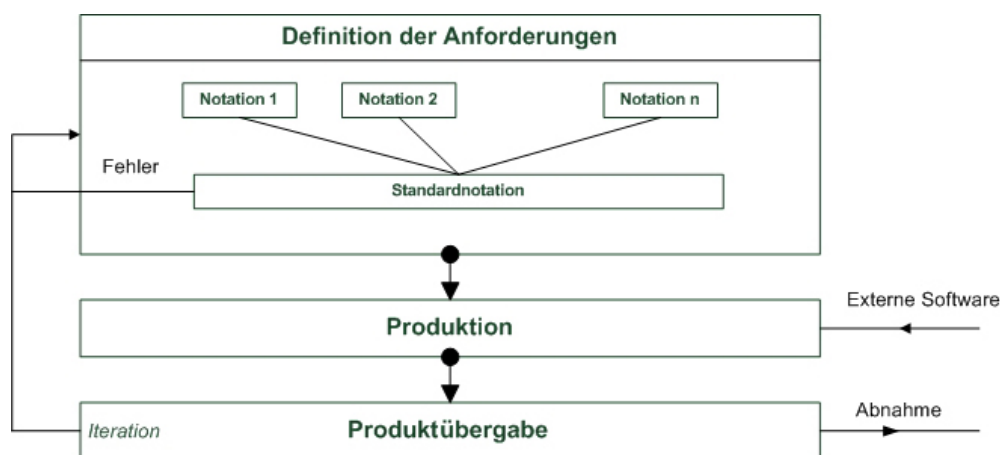 Definition der Anforderungen
Notation 1
Notation 2
Notation n
Fehler
Standardnotation
Externe Software
Produktion
Abnahme
Iteration
Produktübergabe